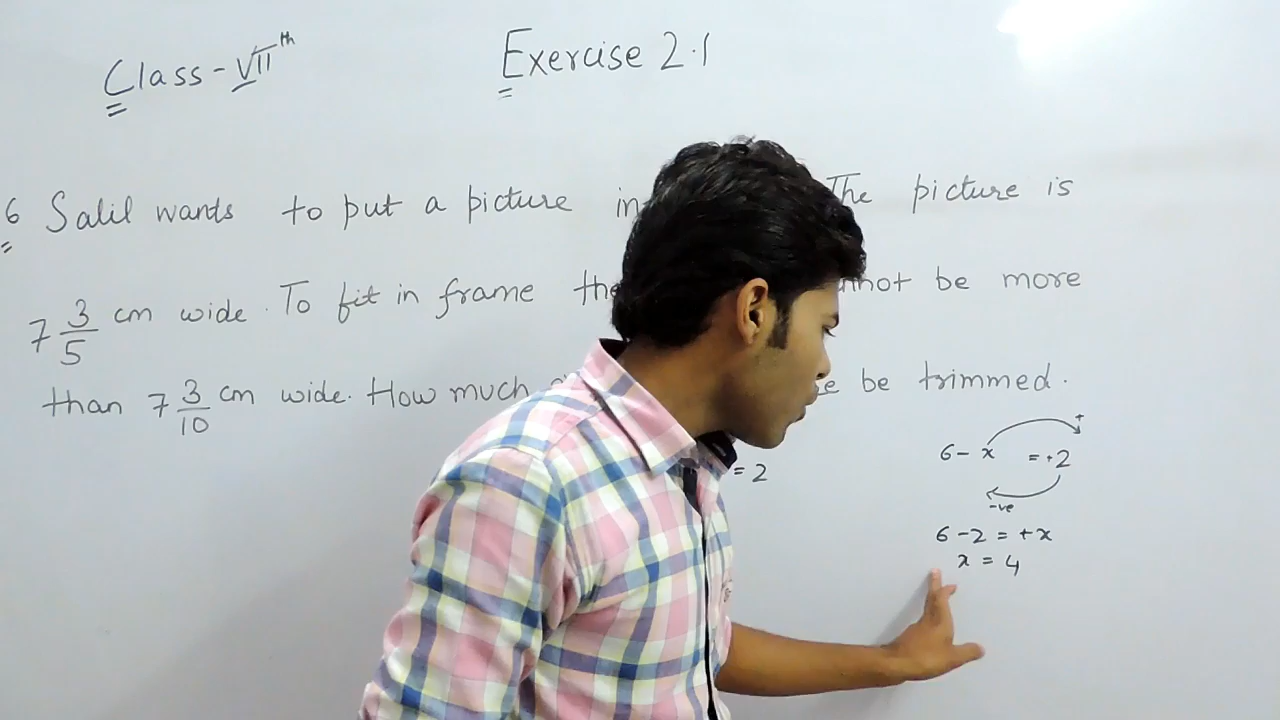 Class - VIIth
Exercise 2.1
6 Salil wants to put a picture in The picture is
7 3/5 cm wide. To fit in frame the be more
than 7 3/10 cm wide. How much be trimmed.
+
6 - x = +2
= 2
-ve
6 - 2 = + x
x = 4